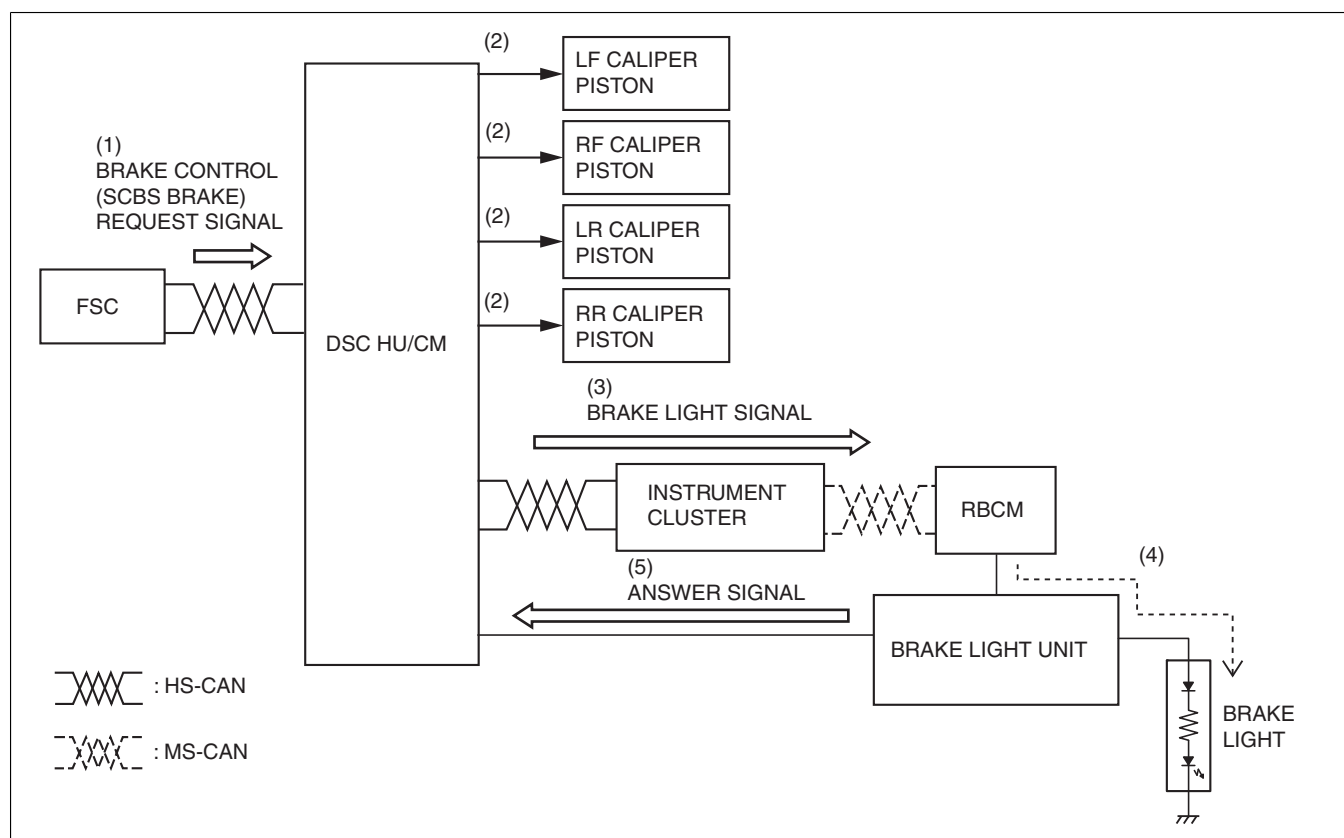 (2)
LF CALIPER
PISTON
(1)
BRAKE CONTROL
(SCBS BRAKE)
REQUEST SIGNAL
(2)
RF CALIPER
PISTON
(2)
LR CALIPER
PISTON
FSC
DSC HU/CM
(2)
RR CALIPER
PISTON
(3)
BRAKE LIGHT SIGNAL
INSTRUMENT
CLUSTER
RBCM
(4)
(5)
ANSWER SIGNAL
BRAKE LIGHT UNIT
BRAKE
LIGHT
: HS-CAN
: MS-CAN